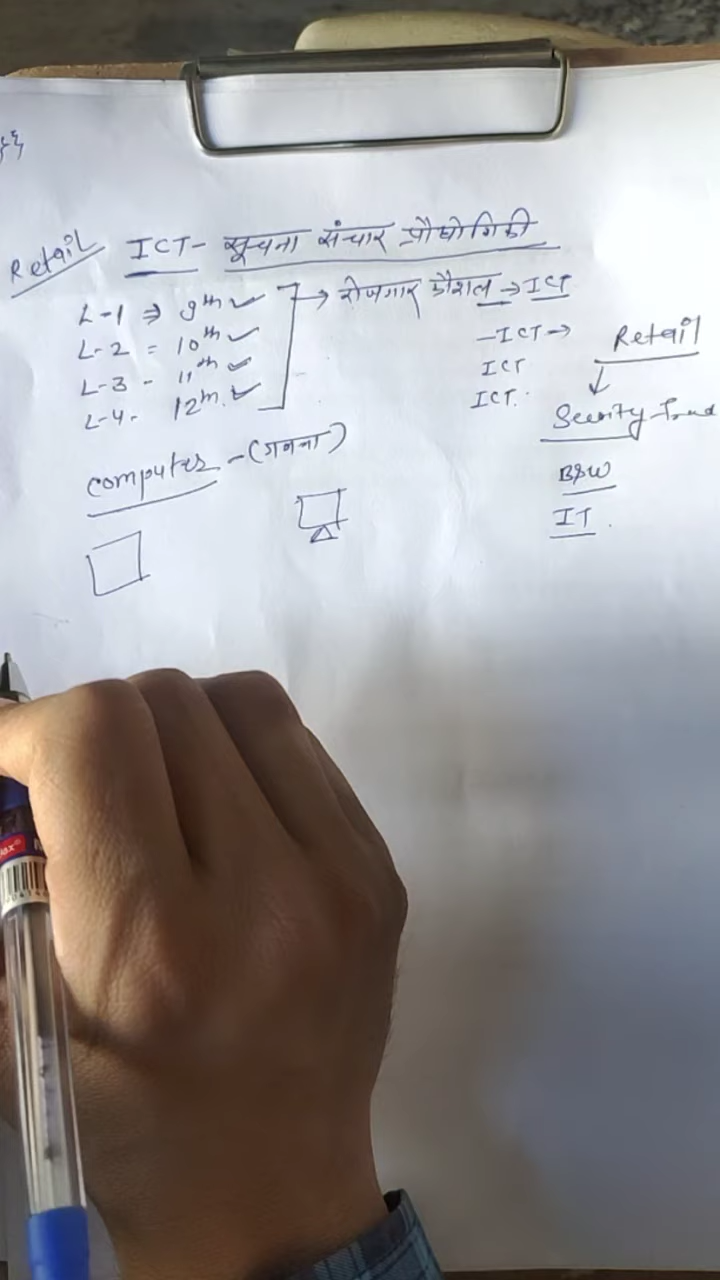 Retail ICT- सूचना संचार प्रौद्योगिकी
L-1 ⇒ 9th ✓ → रोजगार कौशल → ICT
L-2 = 10th ✓ -ICT →
L-3 - 11th ✓ ICT
L-4- 12th. ✓ ICT.
Retail
↓
Security
B&W
IT.
computer - (गनना)